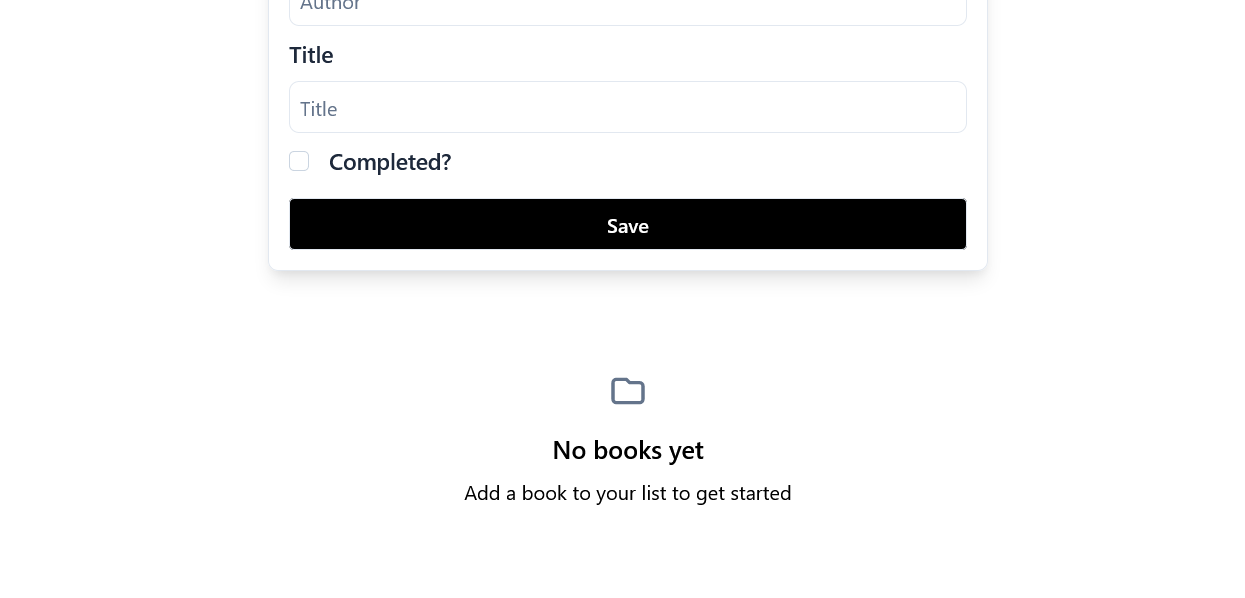 Author
Title
Title
Completed?
Save
No books yet
Add a book to your list to get started